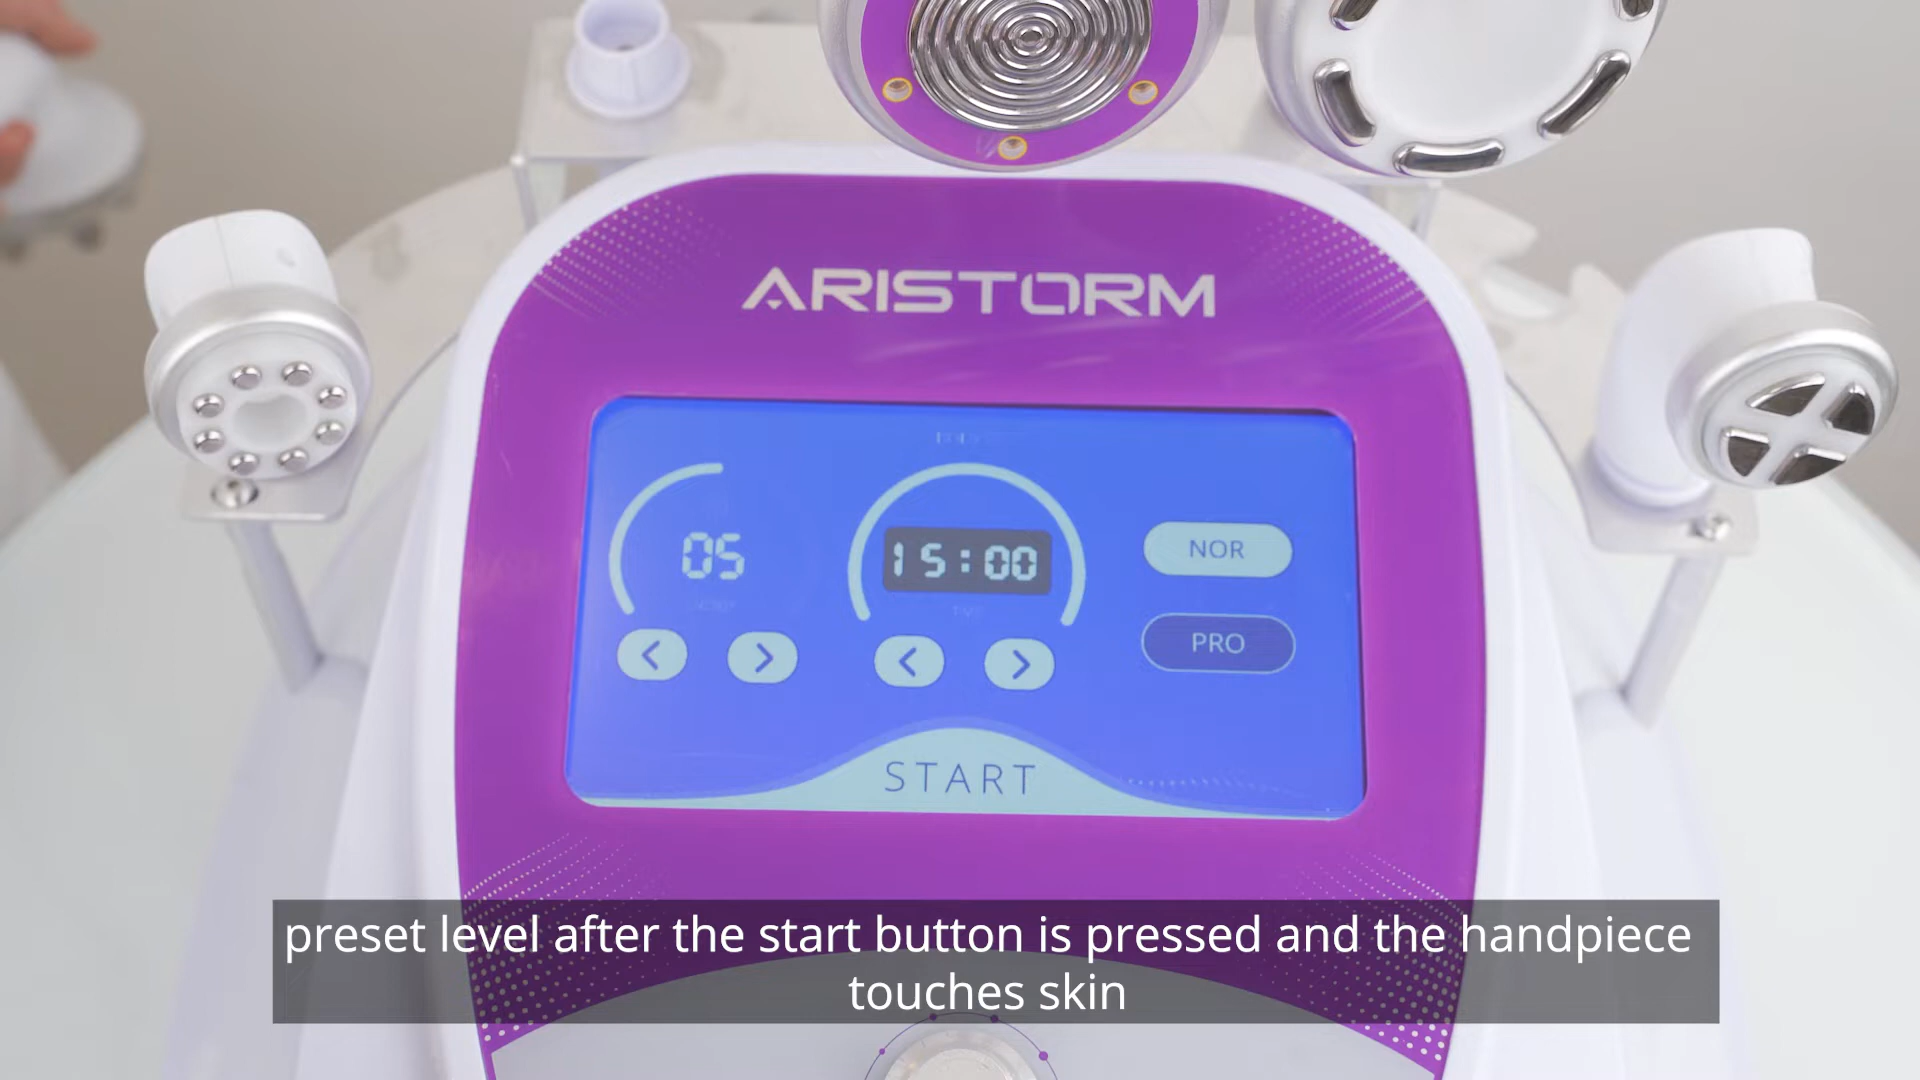 ARISTORM
05
15:00
NOR
PRO
START
preset level after the start button is pressed and the handpiece
touches skin